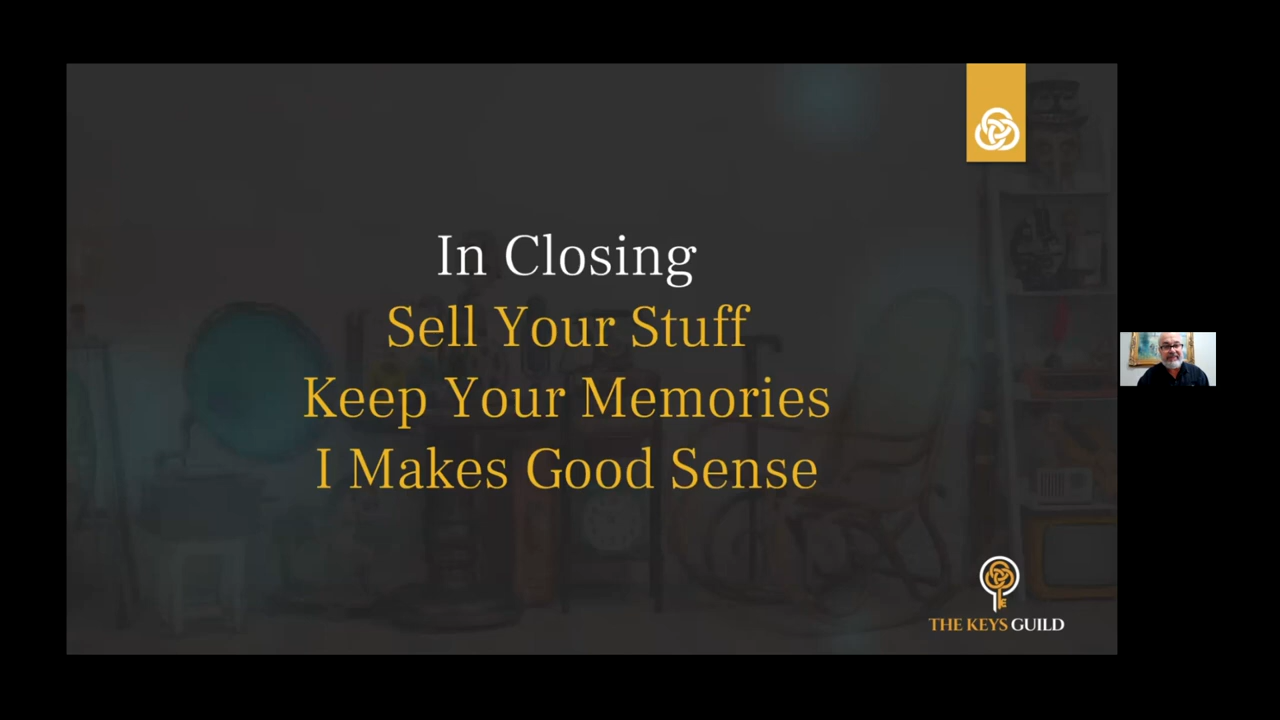 In Closing
Sell Your Stuff
Keep Your Memories
I Makes Good Sense
THE KEYS GUILD